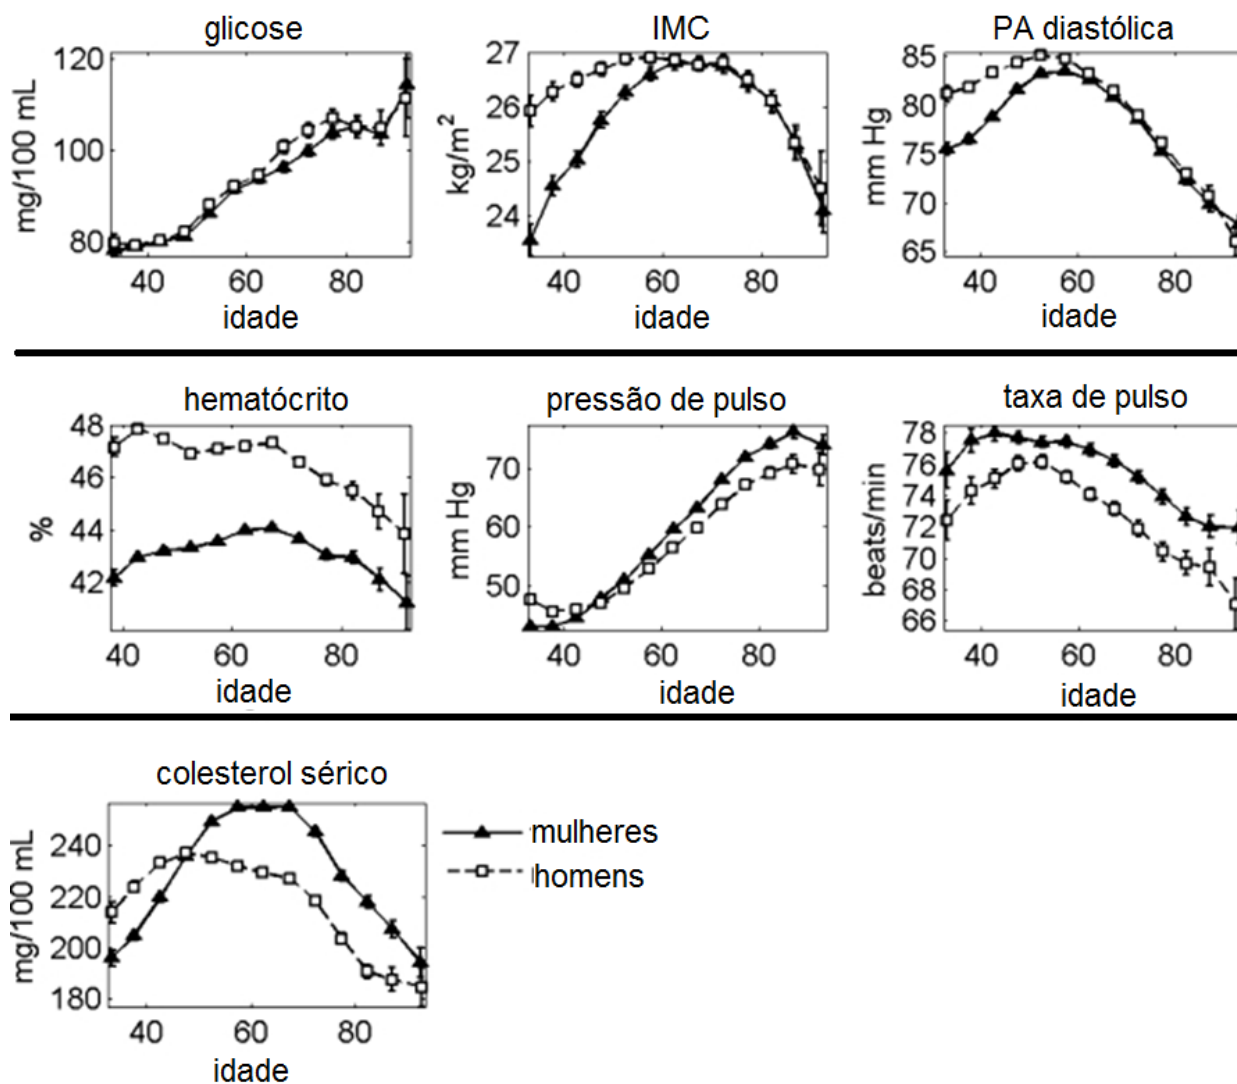 glicose
IMC
PA diastólica
120
100
80
mg/100 mL
40 60 80
idade
27
26
25
24
kg/m²
40 60 80
idade
85
80
75
70
65
mm Hg
40 60 80
idade
hematócrito
pressão de pulso
taxa de pulso
48
46
44
42
%
40 60 80
idade
70
60
50
mm Hg
40 60 80
idade
78
76
74
72
70
68
66
beats/min
40 60 80
idade
colesterol sérico
240
220
200
180
mg/100 mL
40 60 80
idade
mulheres
homens